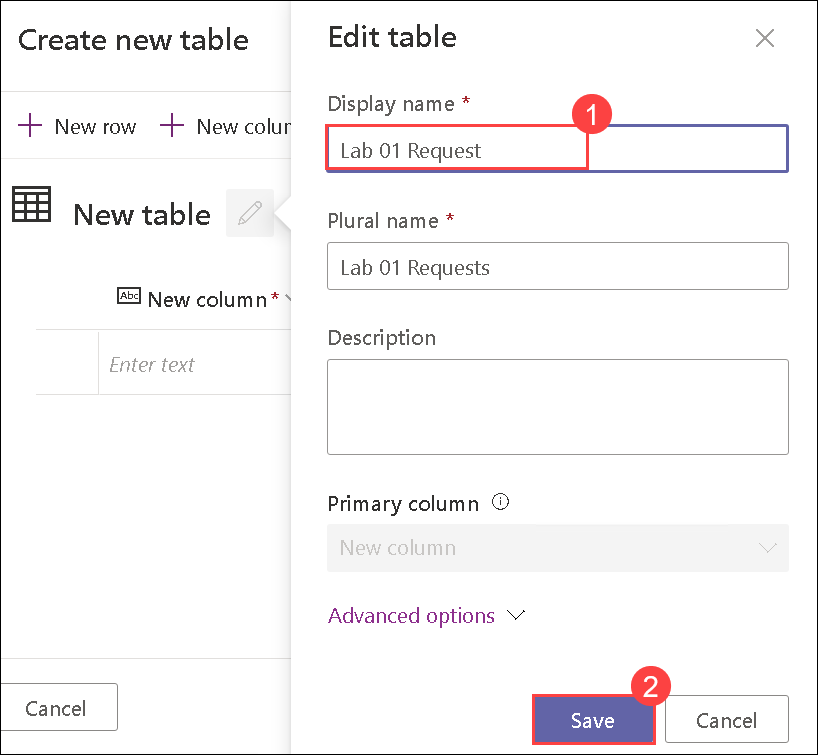 Create new table
New row
New colur
New table
Abc New column *
Enter text
Cancel
Edit table
Display name *
1
Lab 01 Request
Plural name *
Lab 01 Requests
Description
Primary column
New column
Advanced options
2
Save
Cancel